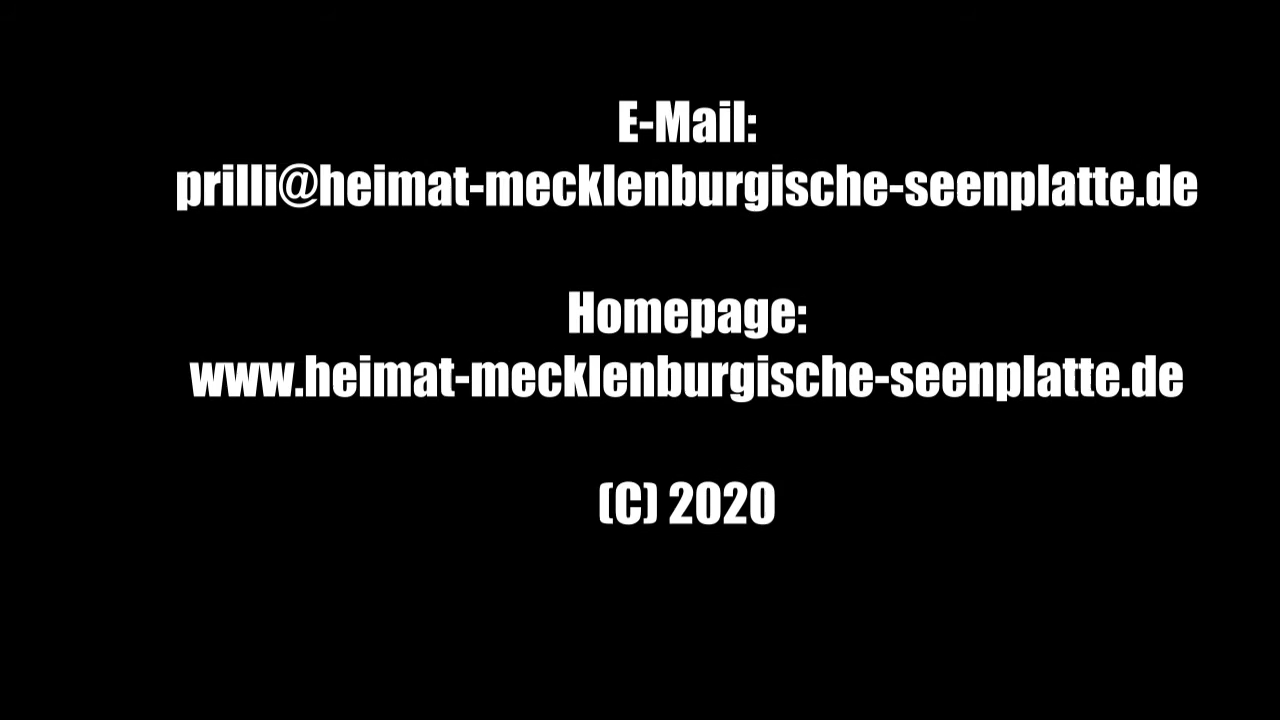 E-Mail:
prilli@heimat-mecklenburgische-seenplatte.de
Homepage:
www.heimat-mecklenburgische-seenplatte.de
(C) 2020